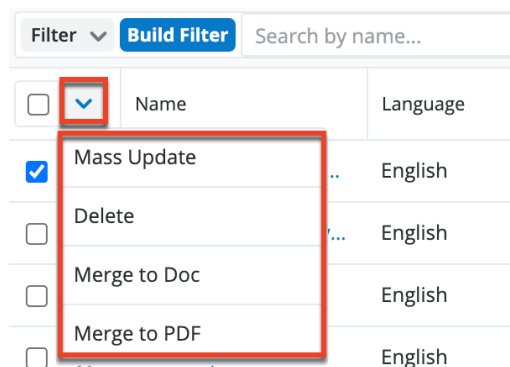 Filter Build Filter Search by name...
Name Language
Mass Update .. English
Delete ... English
Merge to Doc English
Merge to PDF English